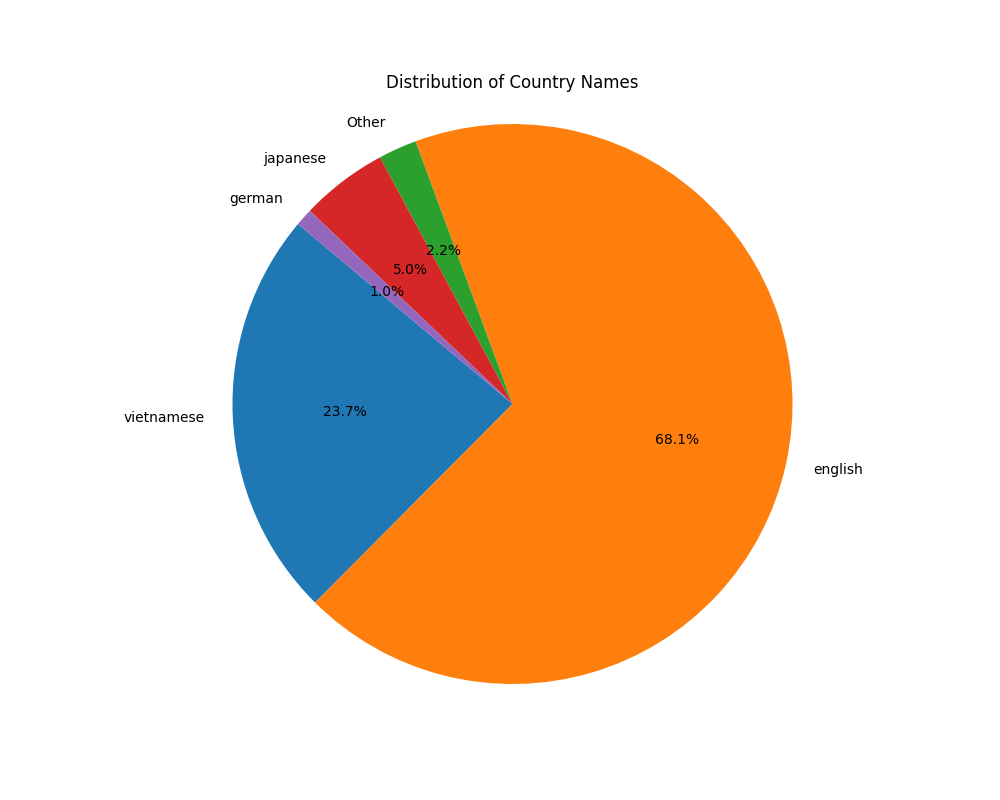 Distribution of Country Names
Other
japanese
german
2.2%
5.0%
1.0%
vietnamese
23.7%
68.1%
english